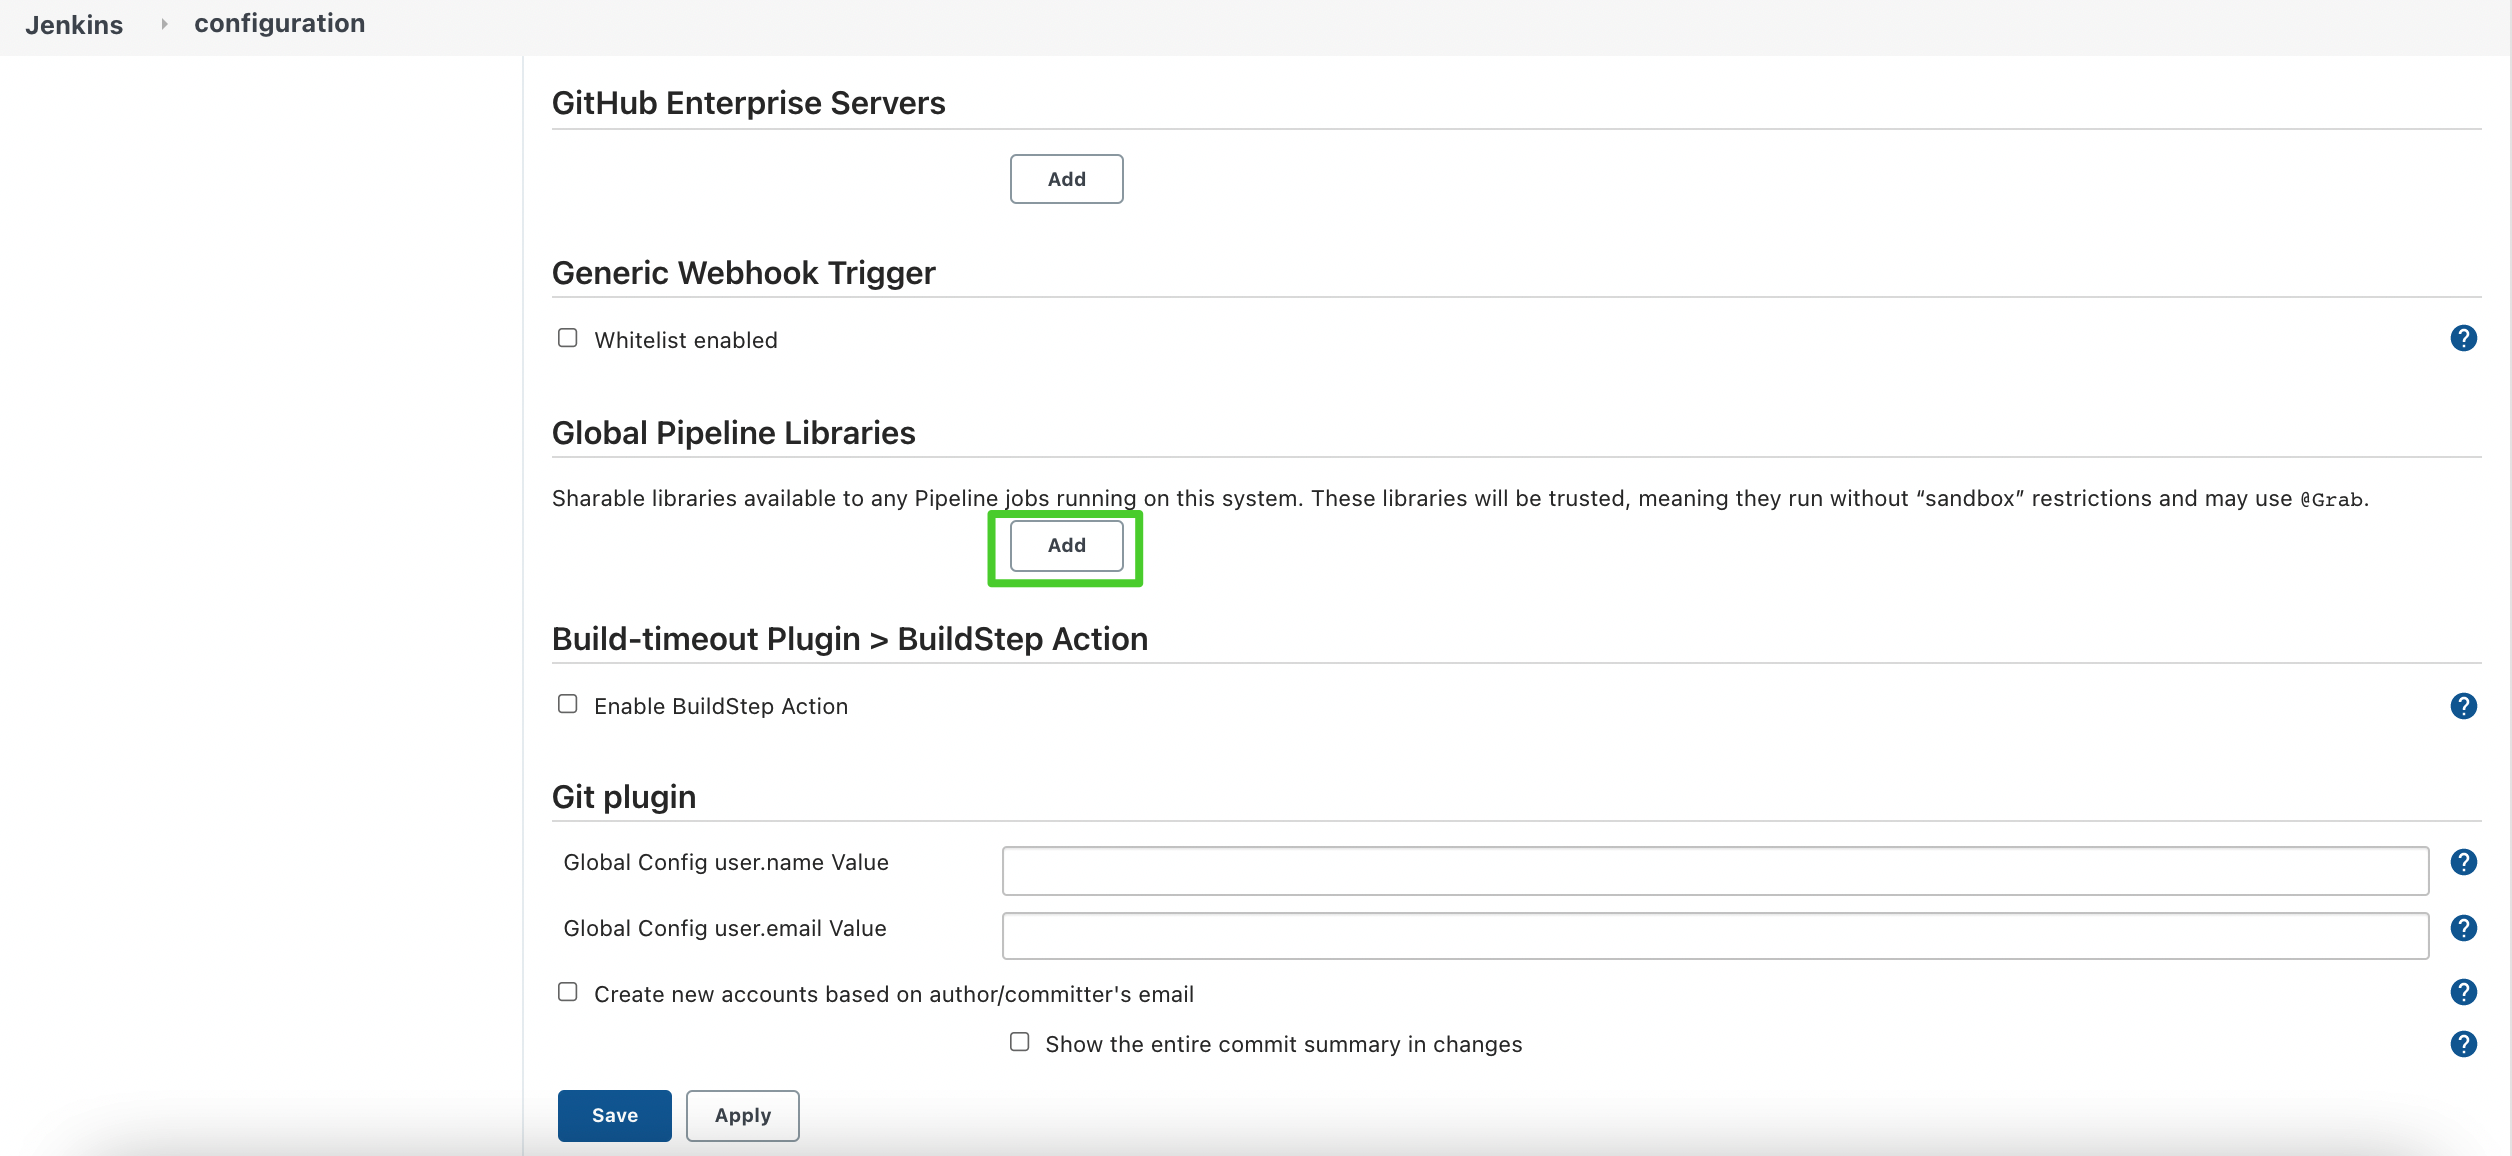 Jenkins
configuration
GitHub Enterprise Servers
Add
Generic Webhook Trigger
Whitelist enabled
?
Global Pipeline Libraries
Sharable libraries available to any Pipeline jobs running on this system. These libraries will be trusted, meaning they run without “sandbox” restrictions and may use @Grab.
Add
Build-timeout Plugin > BuildStep Action
Enable BuildStep Action
?
Git plugin
Global Config user.name Value
?
Global Config user.email Value
?
Create new accounts based on author/committer's email
?
Show the entire commit summary in changes
?
Save
Apply